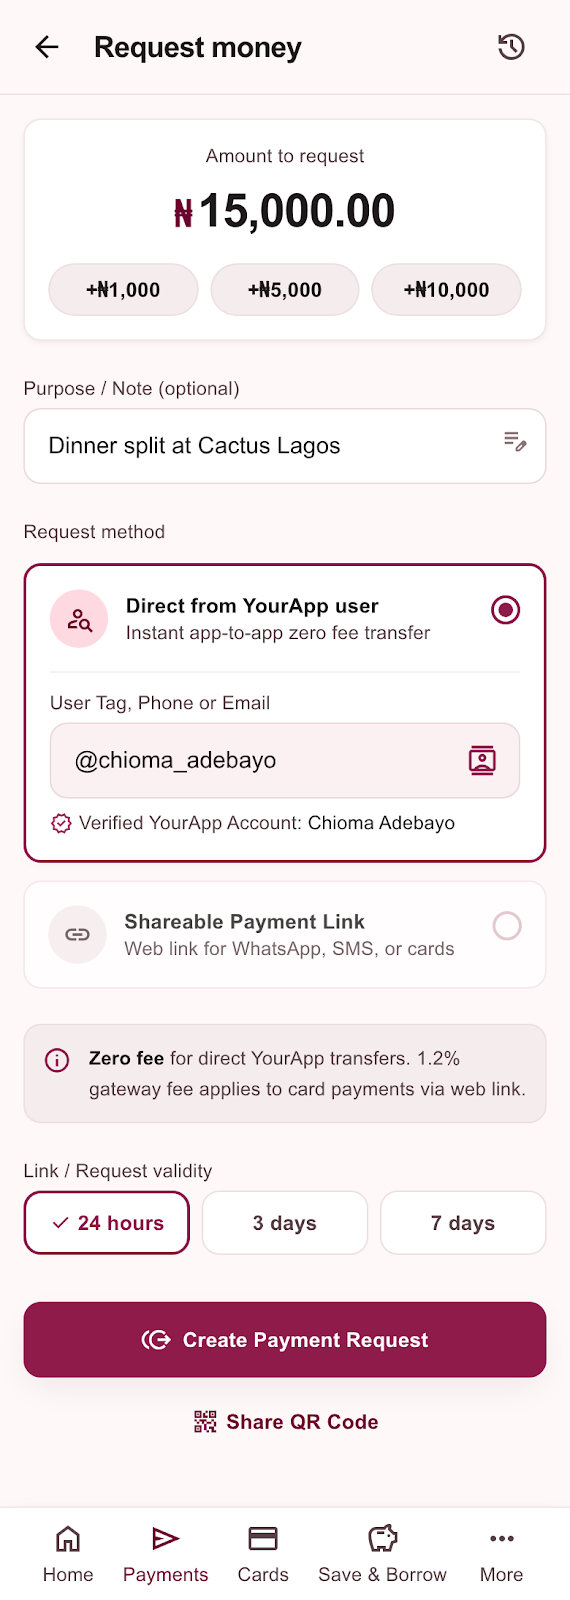 Request money
Amount to request
₦15,000.00
+₦1,000
+₦5,000
+₦10,000
Purpose / Note (optional)
Dinner split at Cactus Lagos
Request method
Direct from YourApp user
Instant app-to-app zero fee transfer
User Tag, Phone or Email
@chioma_adebayo
Verified YourApp Account: Chioma Adebayo
Shareable Payment Link
Web link for WhatsApp, SMS, or cards
Zero fee for direct YourApp transfers. 1.2%
gateway fee applies to card payments via web link.
Link / Request validity
24 hours
3 days
7 days
Create Payment Request
Share QR Code
Home
Payments
Cards
Save & Borrow
More